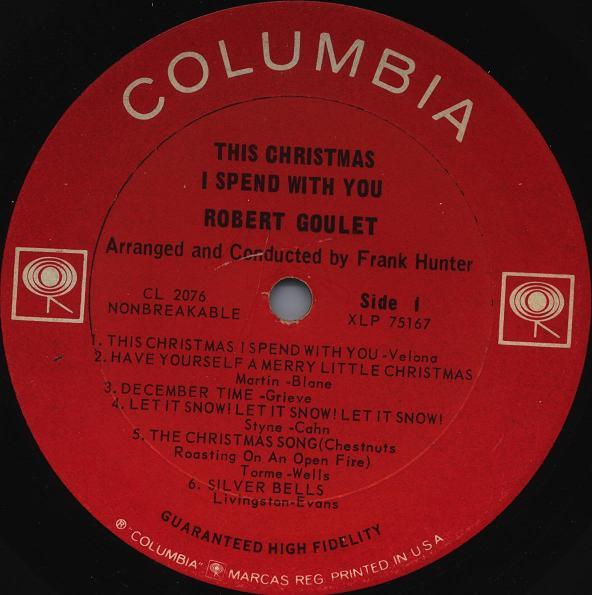 COLUMBIA
THIS CHRISTMAS
I SPEND WITH YOU
ROBERT GOULET
Arranged and Conducted by Frank Hunter
CL 2076
NONBREAKABLE
Side 1
XLP 75167
1. THIS CHRISTMAS I SPEND WITH YOU -Velona
2. HAVE YOURSELF A MERRY LITTLE CHRISTMAS
Martin -Blane
3. DECEMBER TIME -Grieve
4. LET IT SNOW! LET IT SNOW! LET IT SNOW!
Styne -Cahn
5. THE CHRISTMAS SONG (Chestnuts
Roasting On An Open Fire)
Torme -Wells
6. SILVER BELLS
Livingston-Evans
GUARANTEED HIGH FIDELITY
® "COLUMBIA" MARCAS REG. PRINTED IN U.S.A.